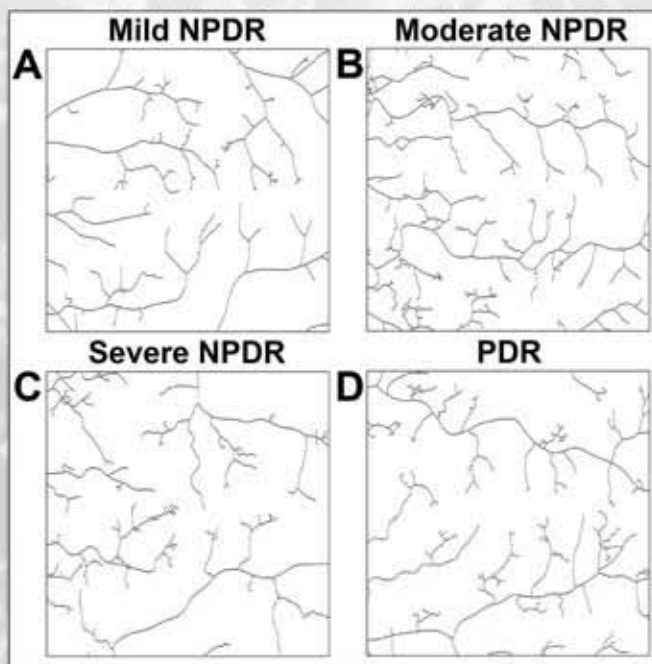 Mild NPDR
Moderate NPDR
A
B
Severe NPDR
PDR
C
D